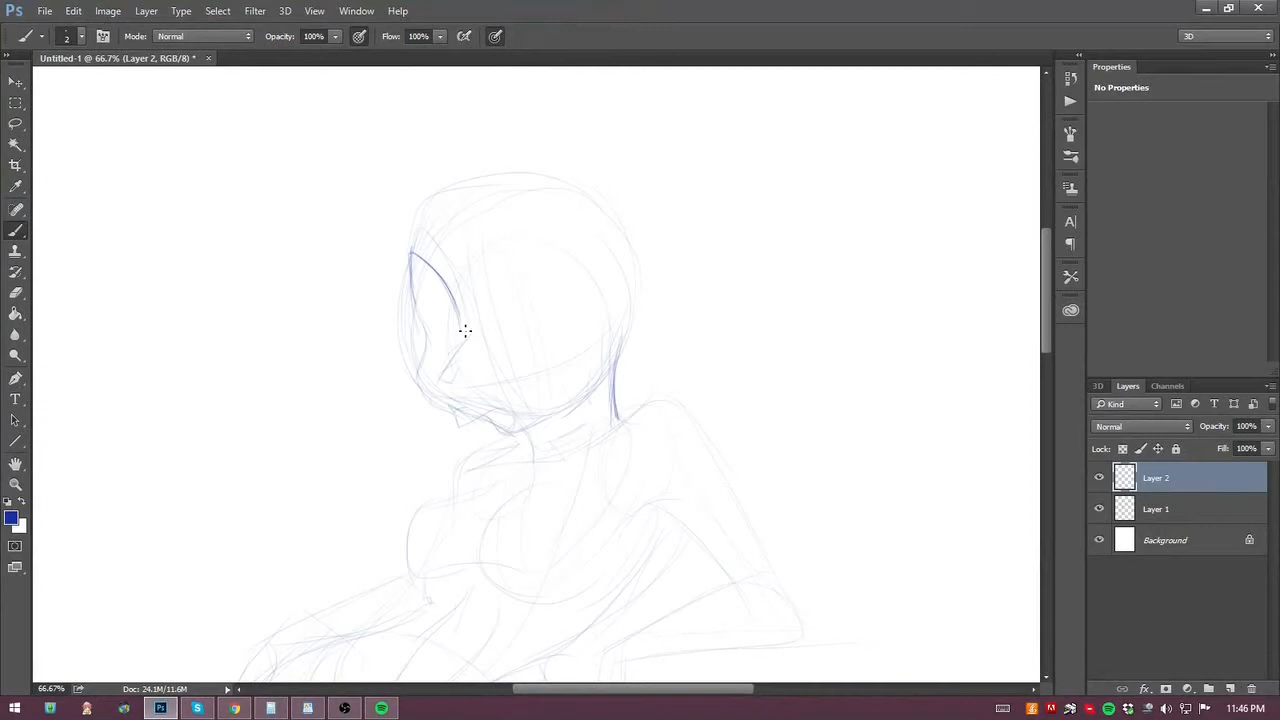 Ps File Edit Image Layer Type Select Filter 3D View Window Help
2 Mode: Normal Opacity: 100% Flow: 100% 3D
Untitled-1 @ 66.7% (Layer 2, RGB/8) * ×
Properties
No Properties
3D Layers Channels
Kind
Normal Opacity: 100%
Lock: Fill: 100%
Layer 2
Layer 1
Background
66.67% Doc: 24.1M/11.6M
11:46 PM